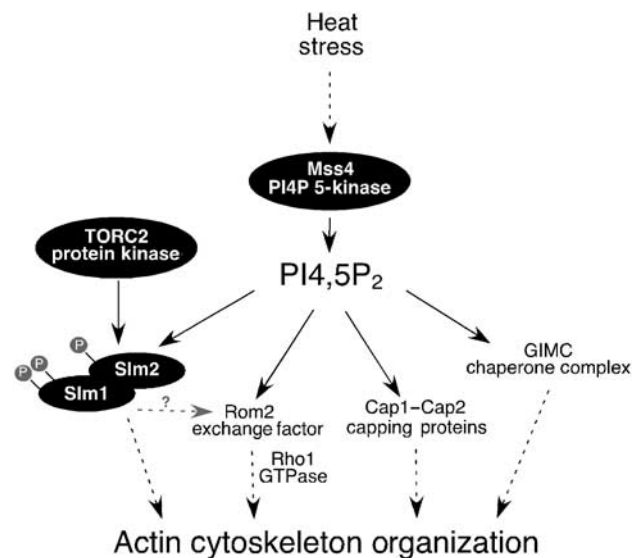 Heat
stress
Mss4
PI4P 5-kinase
TORC2
protein kinase
PI4,5P₂
P
P
P
Slm2
Slm1
?
GIMC
chaperone complex
Rom2
exchange factor
Cap1–Cap2
capping proteins
Rho1
GTPase
Actin cytoskeleton organization